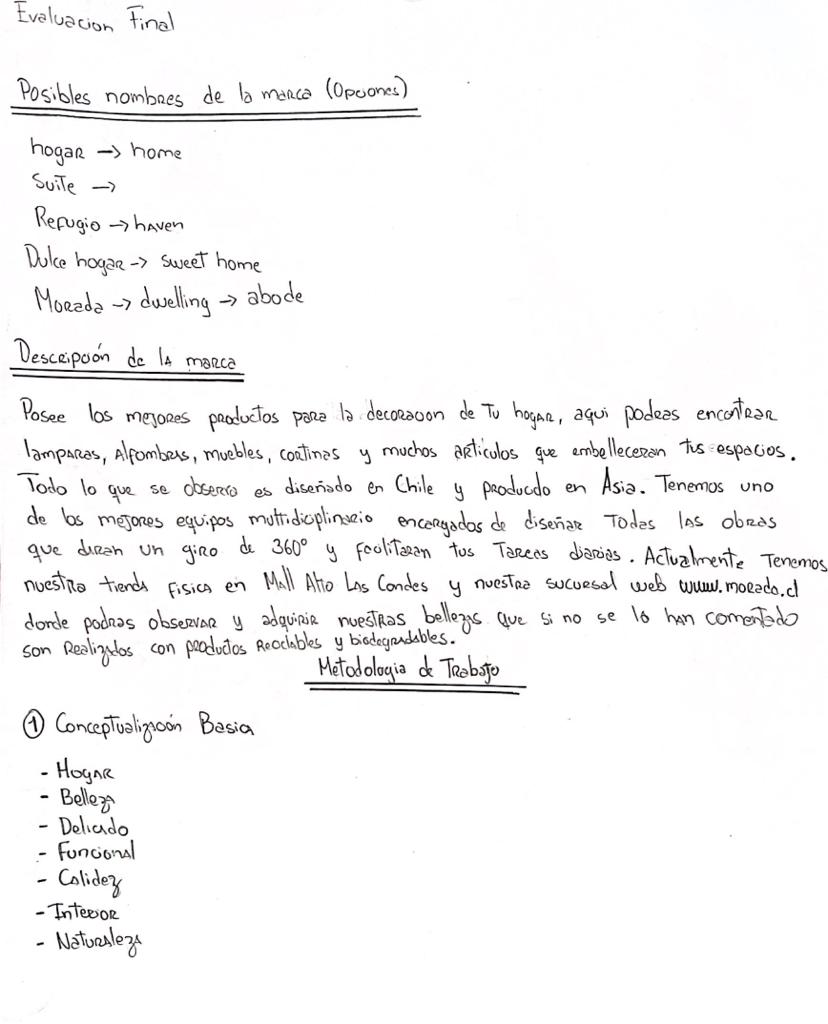 Evaluacion Final
Posibles nombres de la marca (Opciones)
hogar -> home
Suite ->
Refugio -> haven
Dulce hogar -> sweet home
Morada -> dwelling -> abode
Descripción de la marca
Posee los mejores productos para la decoracion de Tu hogar, aqui podras encontrar
lamparas, Alfombras, muebles, cortinas y muchos articulos que embelleceran tus espacios.
Todo lo que se observa es diseñado en Chile y producido en Asia. Tenemos uno
de los mejores equipos multidiciplinario encargados de diseñar Todas las obras
que daran un giro de 360° y facilitaran tus Tareas diarias. Actualmente Tenemos
nuestra tienda fisica en Mall Alto Las Condes y nuestra sucursal web www.morada.cl
donde podras observar y adquirir nuestras bellezas que si no se lo han comentado
son Realizados con productos Reciclables y biodegradables.
Metodologia de Trabajo
① Conceptualización Basica
- Hogar
- Belleza
- Delicado
- Funcional
- Calidez
- Interior
- Naturaleza